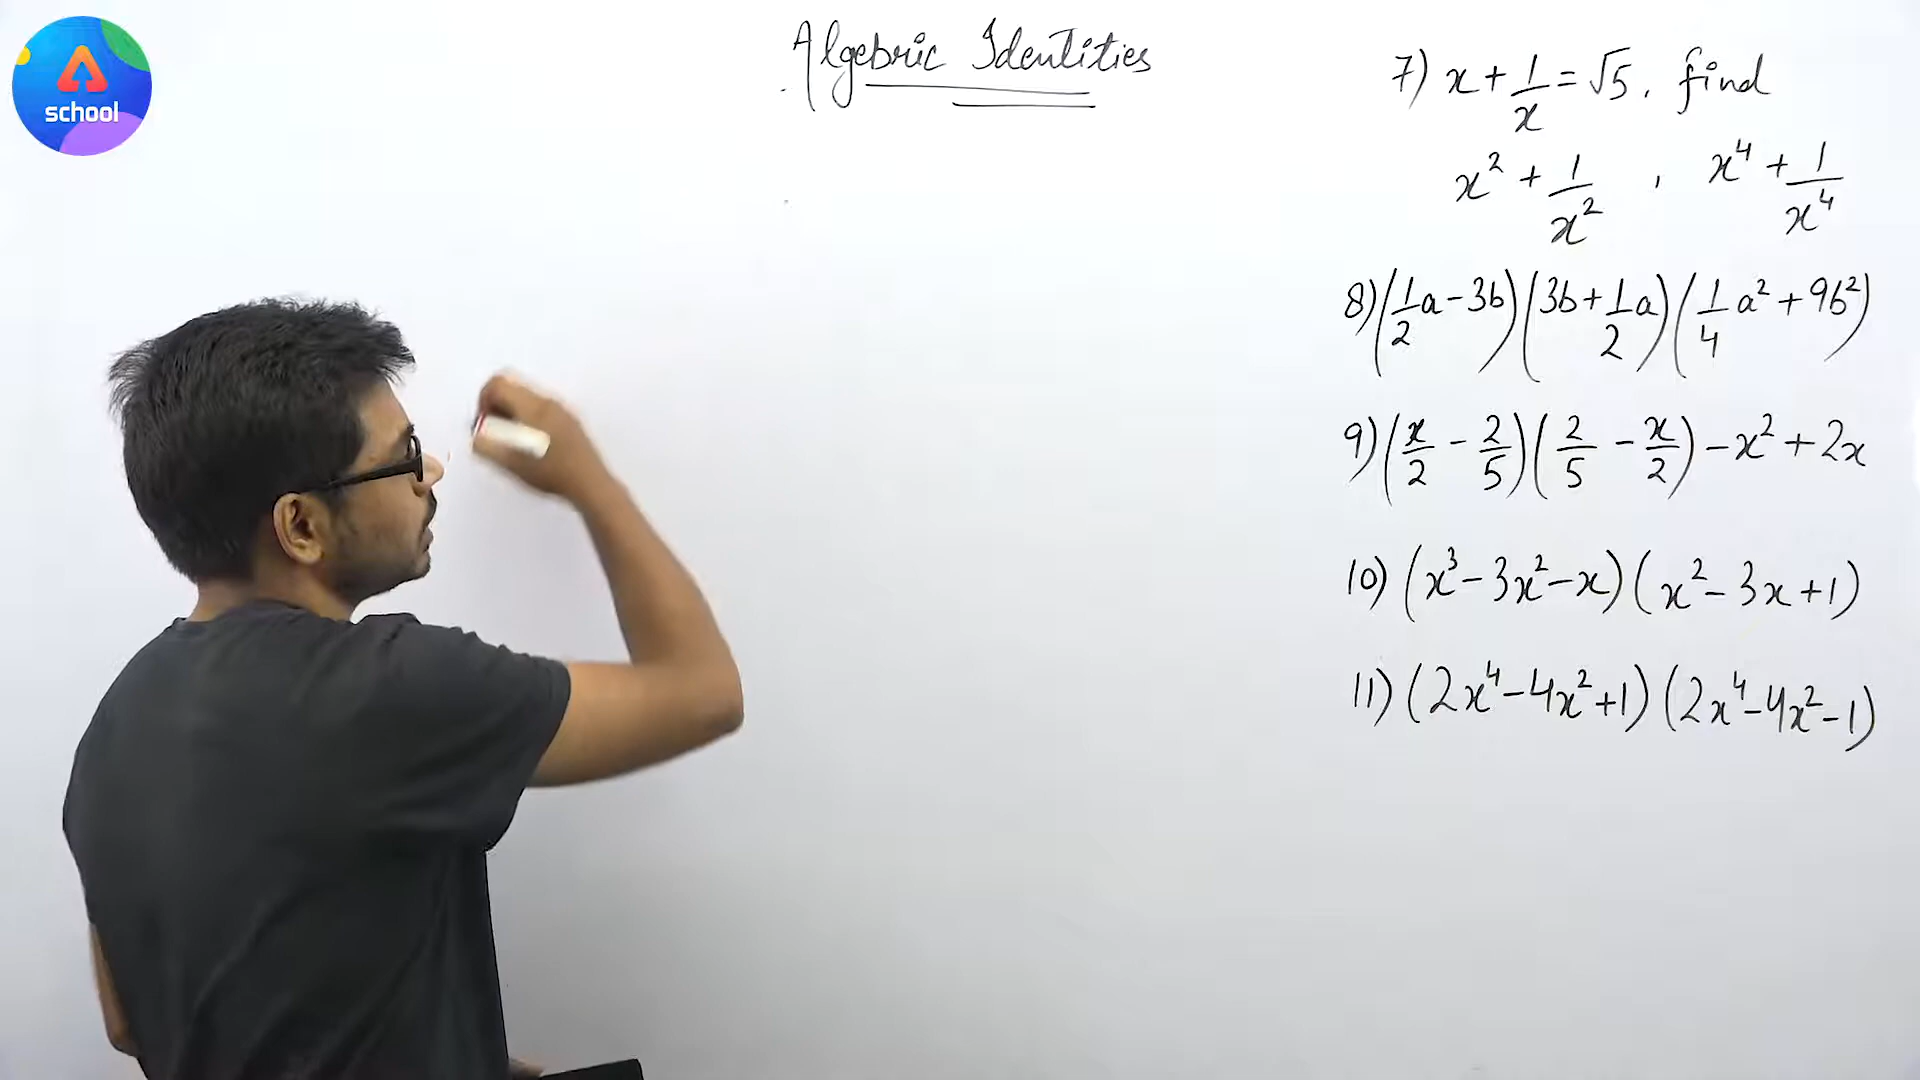 school
Algebric Identities
7) x + 1/x = √5, find
x² + 1/x² , x⁴ + 1/x⁴
8) (1/2 a - 3b) (3b + 1/2 a) (1/4 a² + 9b²)
9) (x/2 - 2/5) (2/5 - x/2) - x² + 2x
10) (x³ - 3x² - x) (x² - 3x + 1)
11) (2x⁴ - 4x² + 1) (2x⁴ - 4x² - 1)